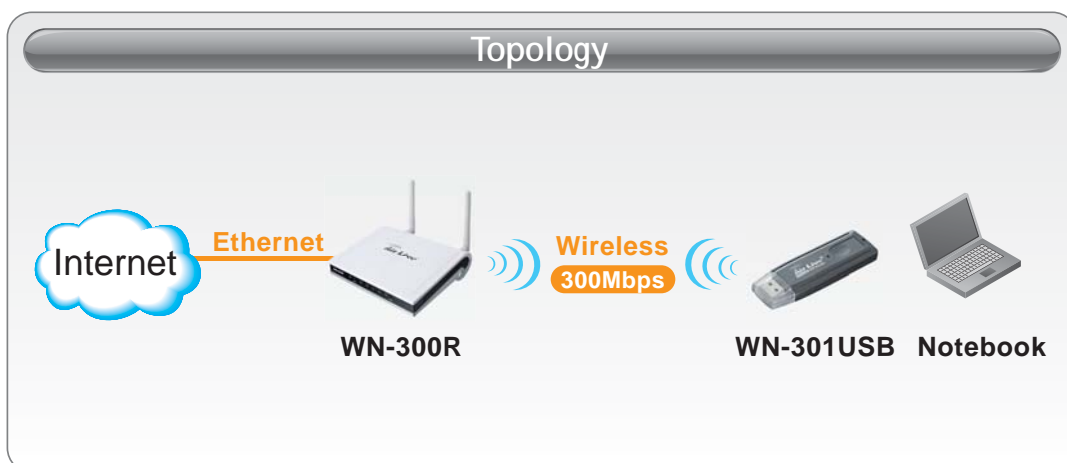 Topology
Internet
Ethernet
Wireless
300Mbps
WN-300R
WN-301USB
Notebook